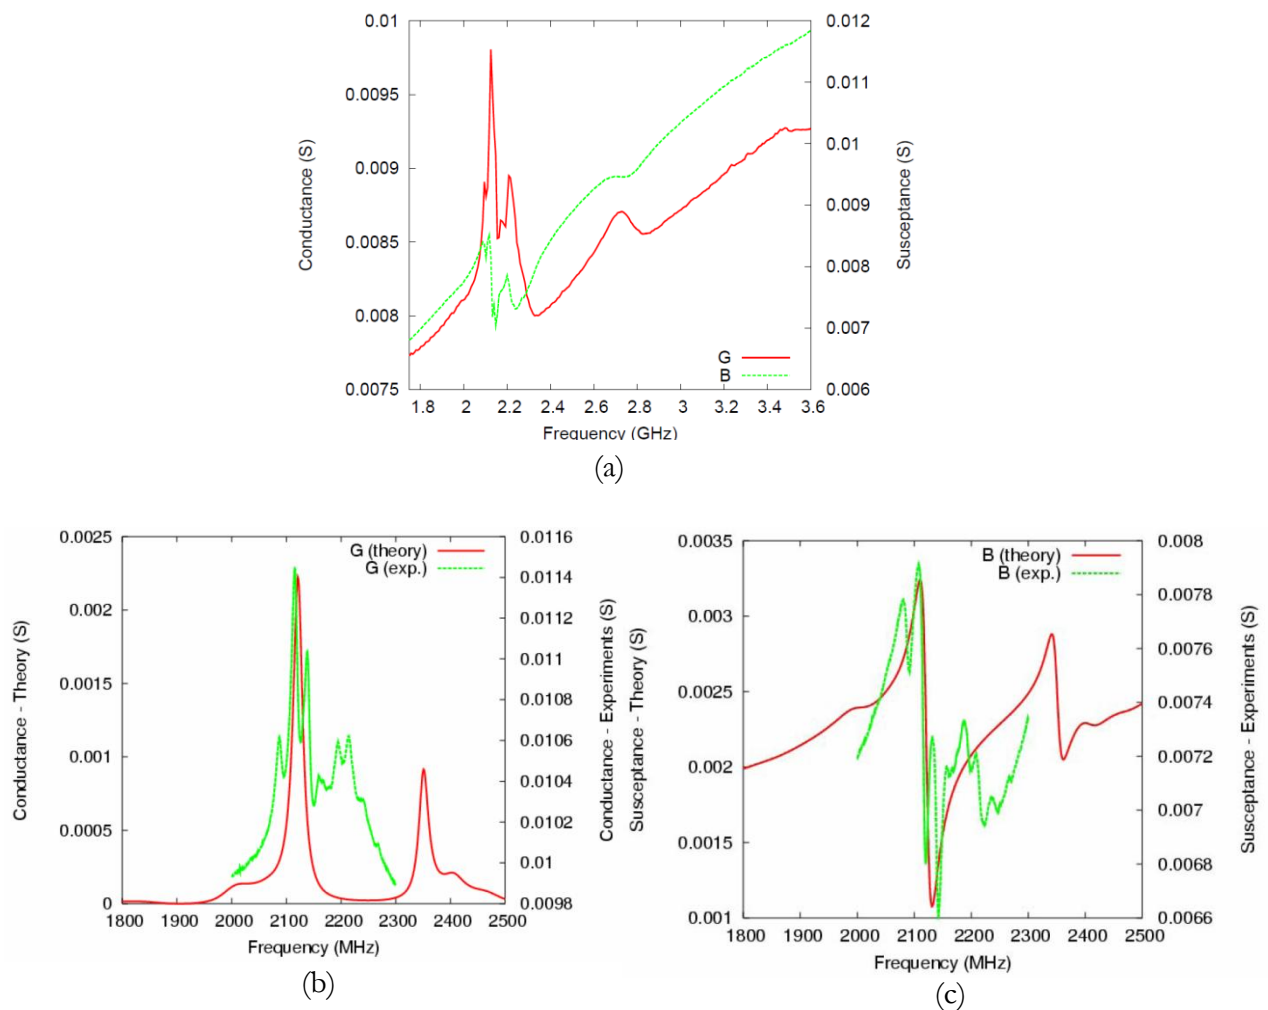 0.01
0.0095
0.009
0.0085
0.008
0.0075
Conductance (S)
0.012
0.011
0.01
0.009
0.008
0.007
0.006
Susceptance (S)
G
B
1.8 2 2.2 2.4 2.6 2.8 3 3.2 3.4 3.6
Frequency (GHz)
(a)
0.0025
0.002
0.0015
0.001
0.0005
0
Conductance - Theory (S)
G (theory)
G (exp.)
0.0116
0.0114
0.0112
0.011
0.0108
0.0106
0.0104
0.0102
0.01
0.0098
Conductance - Experiments (S)
1800 1900 2000 2100 2200 2300 2400 2500
Frequency (MHz)
(b)
Susceptance - Theory (S)
0.0035
0.003
0.0025
0.002
0.0015
0.001
B (theory)
B (exp.)
0.008
0.0078
0.0076
0.0074
0.0072
0.007
0.0068
0.0066
Susceptance - Experiments (S)
1800 1900 2000 2100 2200 2300 2400 2500
Frequency (MHz)
(c)